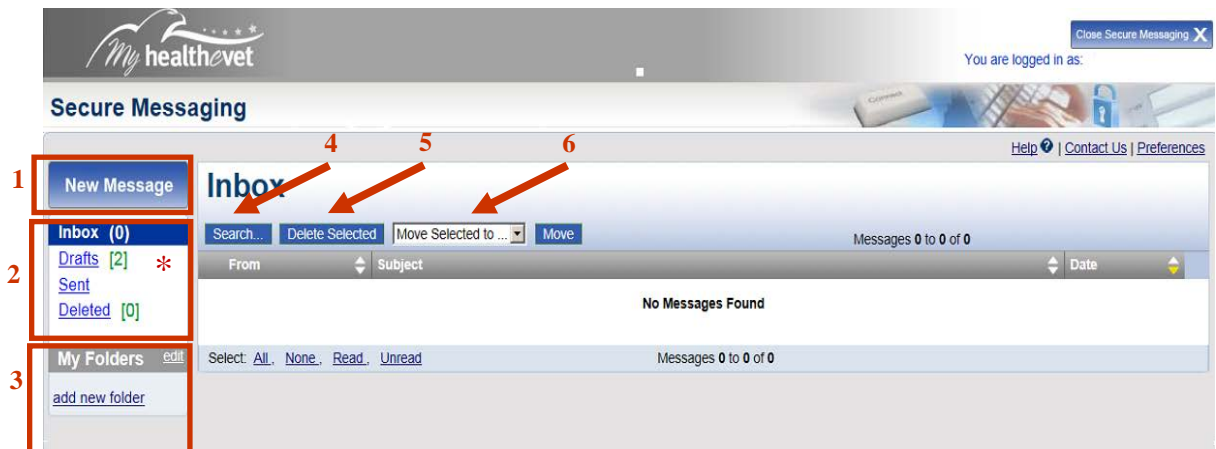 My healthevet
Close Secure Messaging X
You are logged in as:
Secure Messaging
Connect
4 5 6
Help ? | Contact Us | Preferences
1
New Message
Inbox
2
Inbox (0)
Drafts [2] *
Sent
Deleted [0]
Search... Delete Selected Move Selected to ... Move
Messages 0 to 0 of 0
From Subject Date
No Messages Found
3
My Folders edit
add new folder
Select: All, None, Read, Unread
Messages 0 to 0 of 0